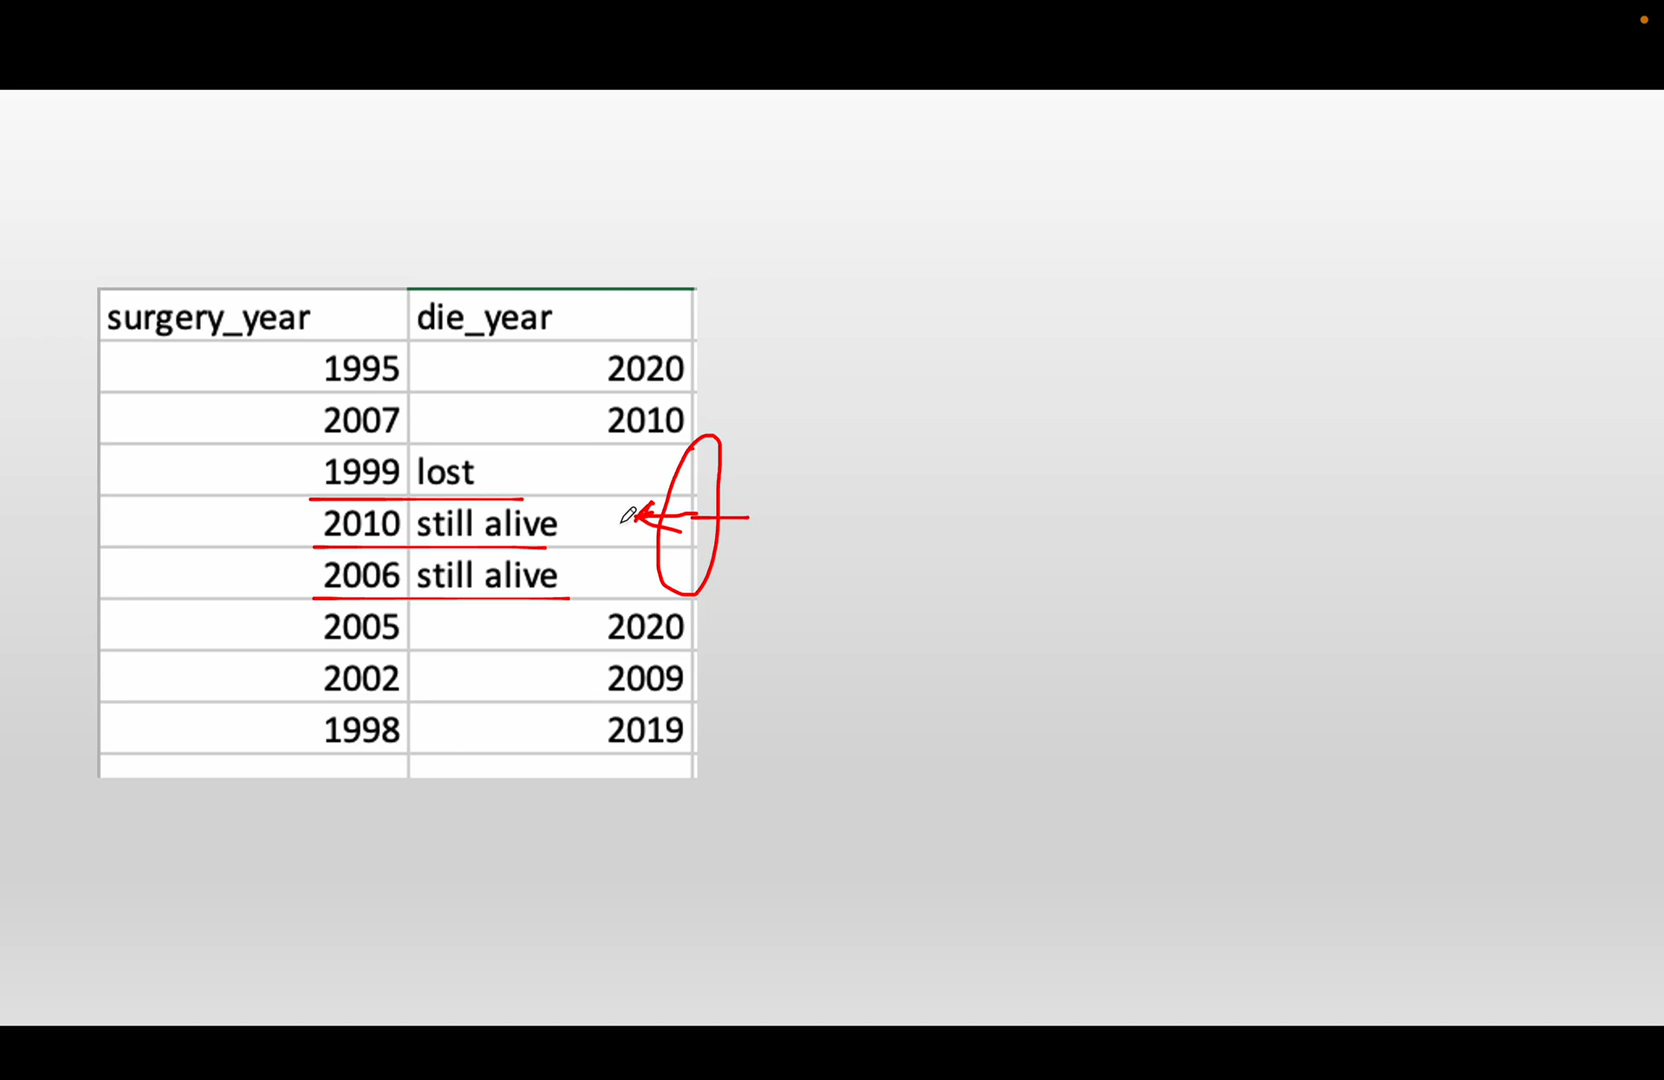 surgery_year die_year
1995 2020
2007 2010
1999 lost
2010 still alive
2006 still alive
2005 2020
2002 2009
1998 2019